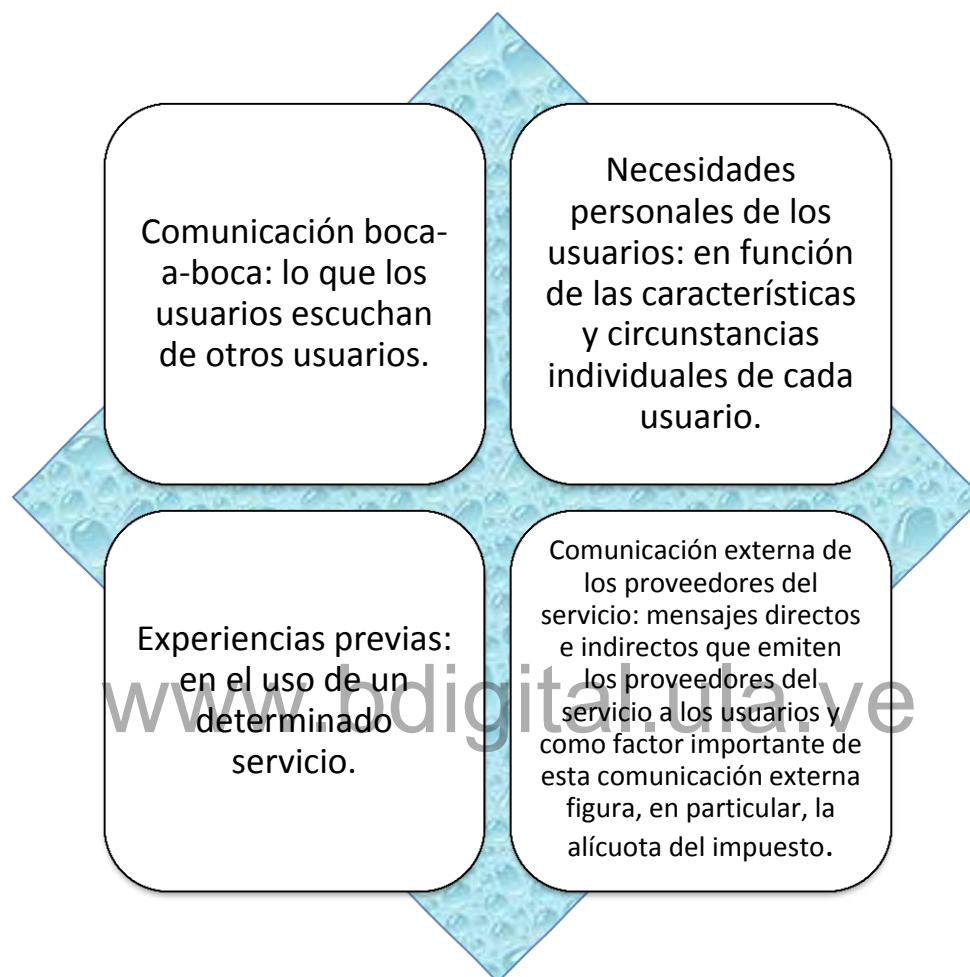 Comunicación boca-
a-boca: lo que los
usuarios escuchan
de otros usuarios.
Necesidades
personales de los
usuarios: en función
de las características
y circunstancias
individuales de cada
usuario.
Experiencias previas:
en el uso de un
determinado
servicio.
Comunicación externa de
los proveedores del
servicio: mensajes directos
e indirectos que emiten
los proveedores del
servicio a los usuarios y
como factor importante de
esta comunicación externa
figura, en particular, la
alícuota del impuesto.
www.bdigital.ula.ve